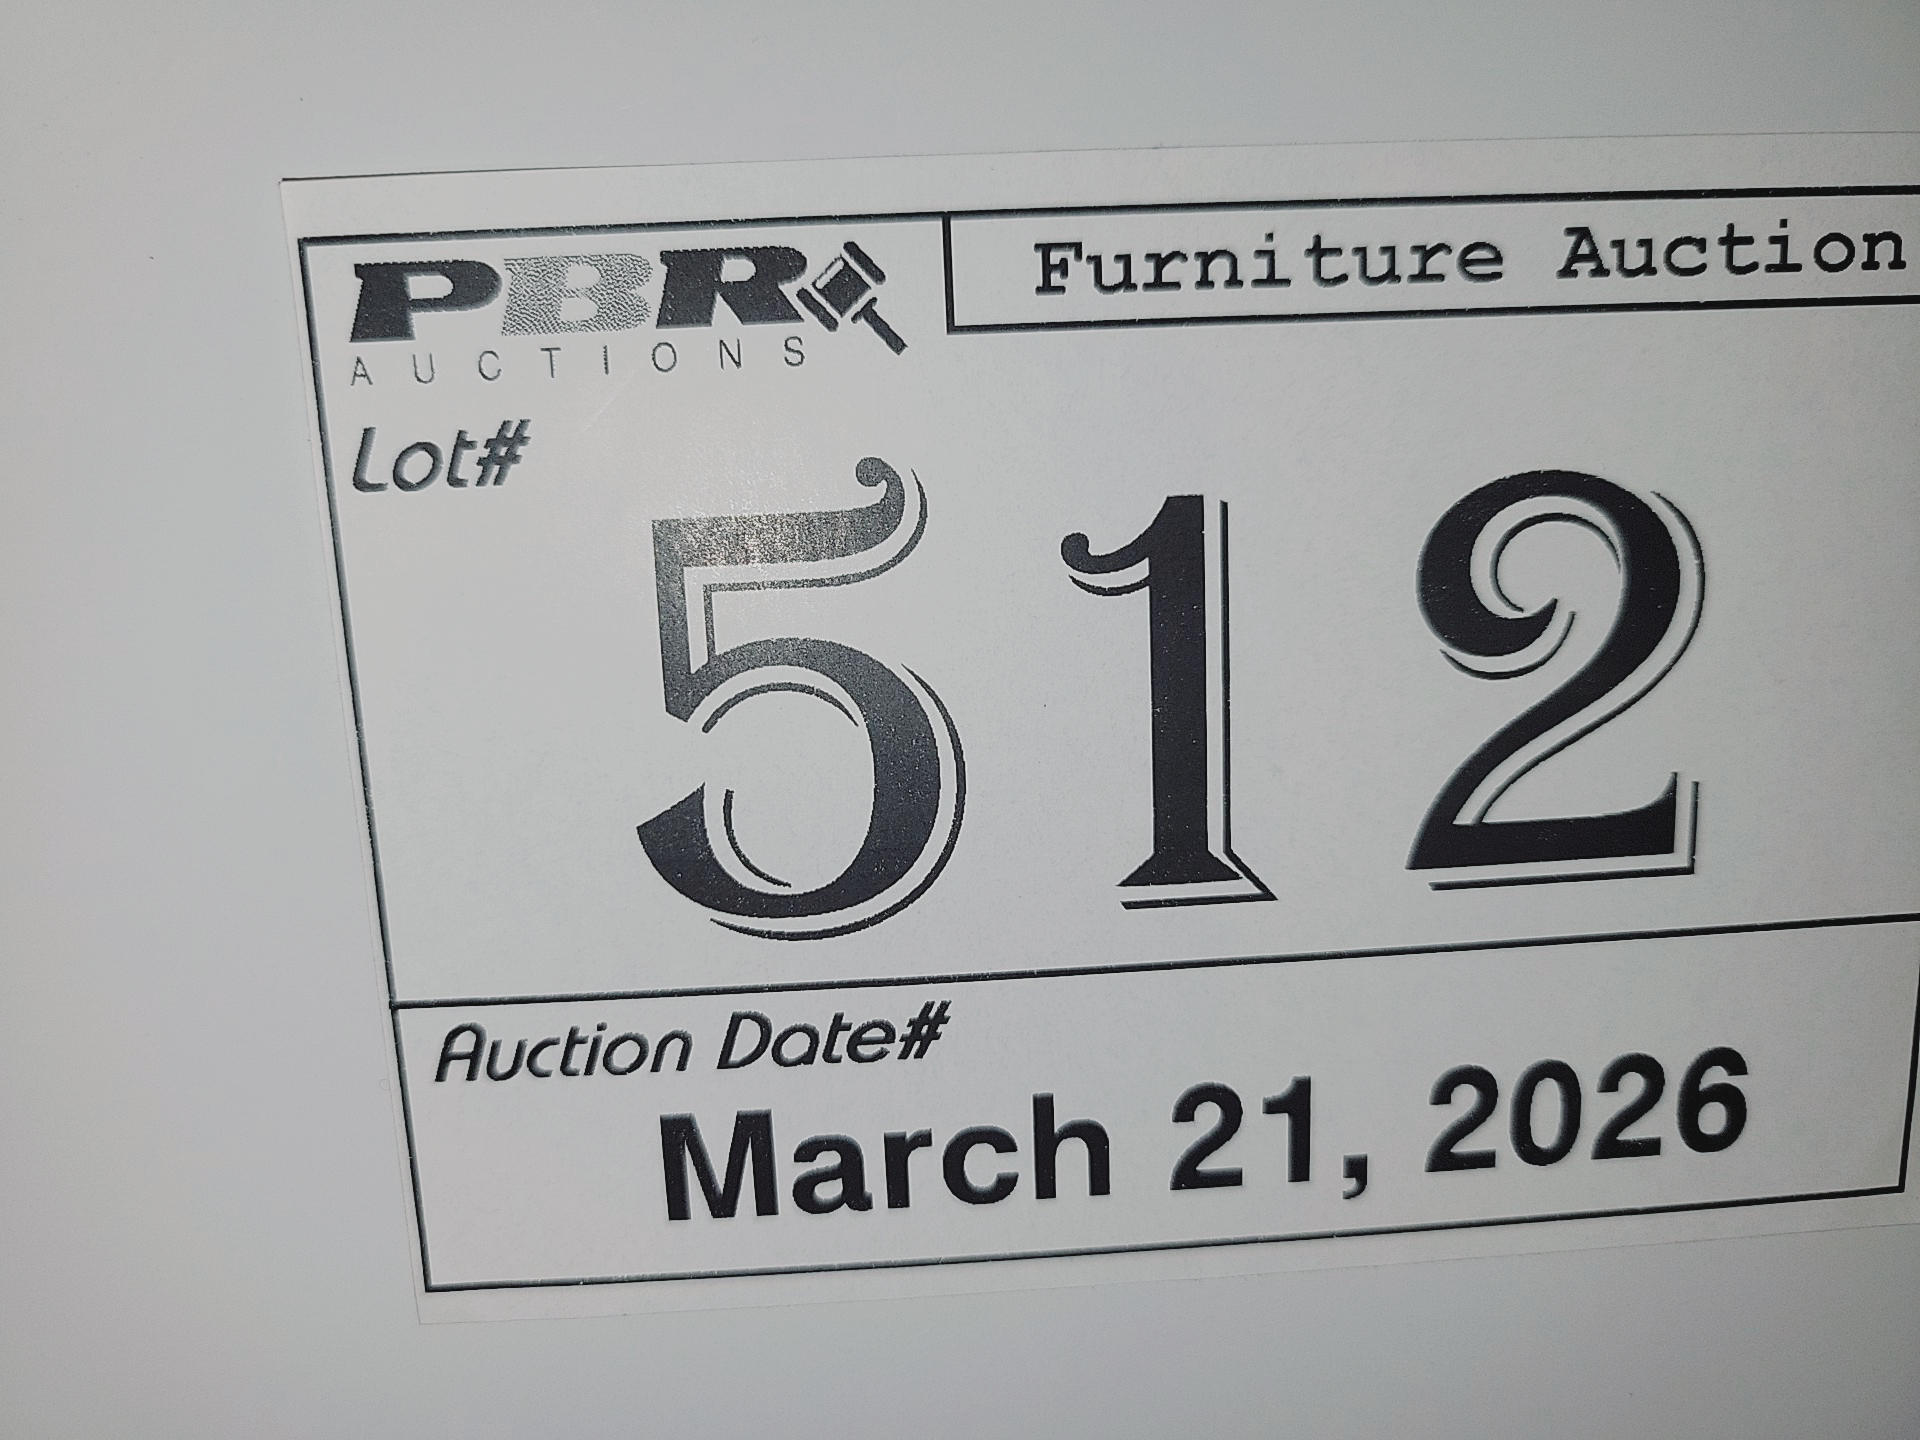 PBR
AUCTIONS
Furniture Auction
Lot#
512
Auction Date#
March 21, 2026